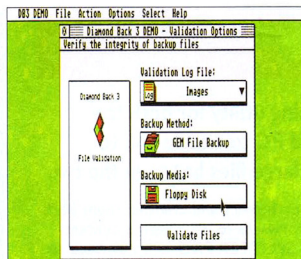 DB3 DEMO File Action Options Select Help
Diamond Back 3 DEMO - Validation Options
Verify the integrity of backup files
Validation Log File:
Log
Images
Diamond Back 3
File Validation
Backup Method:
GEM File Backup
Backup Media:
Floppy Disk
Validate Files